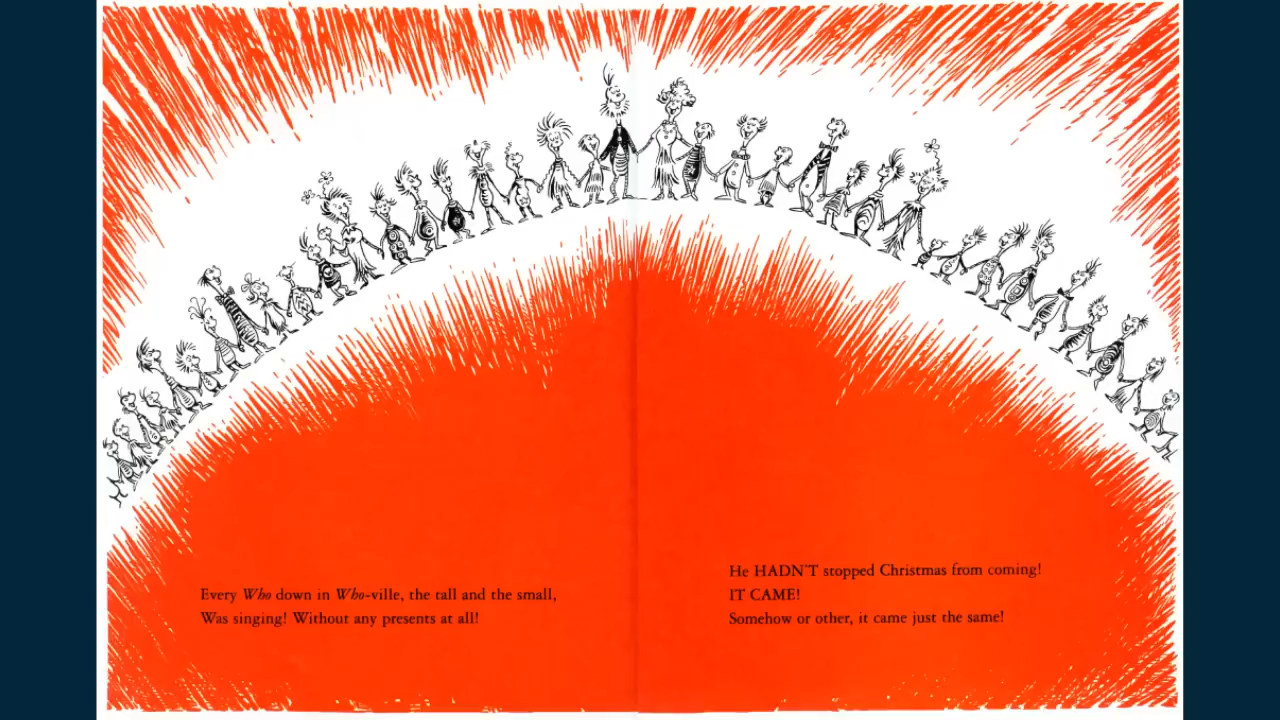 Every Who down in Who-ville, the tall and the small,
Was singing! Without any presents at all!
He HADN'T stopped Christmas from coming!
IT CAME!
Somehow or other, it came just the same!